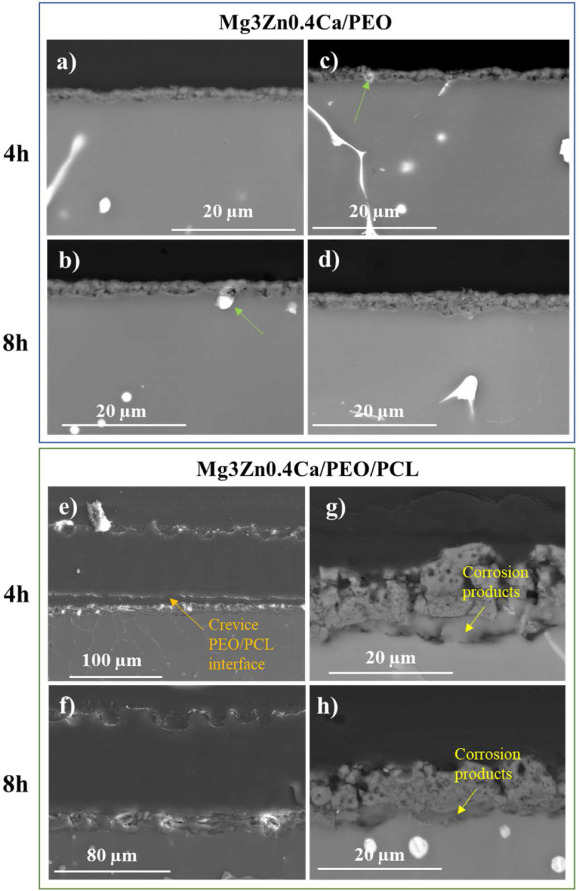 Mg3Zn0.4Ca/PEO
4h
a)
20 µm
c)
20 µm
8h
b)
20 µm
d)
20 µm
Mg3Zn0.4Ca/PEO/PCL
4h
e)
Crevice
PEO/PCL
interface
100 µm
g)
Corrosion
products
20 µm
8h
f)
80 µm
h)
Corrosion
products
20 µm